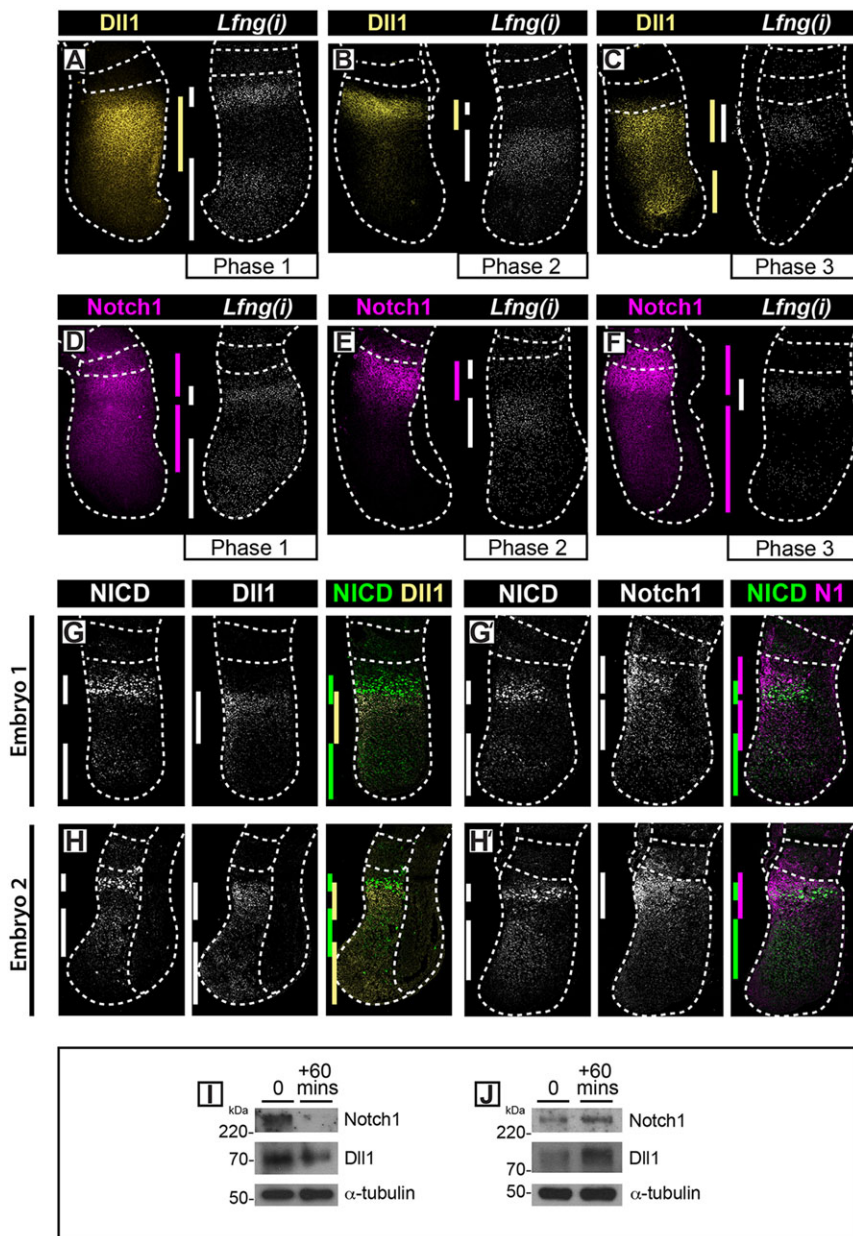 Dll1 Lfng(i) Dll1 Lfng(i) Dll1 Lfng(i)
A B C
Phase 1 Phase 2 Phase 3
Notch1 Lfng(i) Notch1 Lfng(i) Notch1 Lfng(i)
D E F
Phase 1 Phase 2 Phase 3
NICD Dll1 NICD Dll1 NICD Notch1 NICD N1
Embryo 1
G G′
Embryo 2
H H′
I
0 +60 mins
kDa
220- Notch1
70- Dll1
50- α-tubulin
J
0 +60 mins
kDa
220- Notch1
70- Dll1
50- α-tubulin